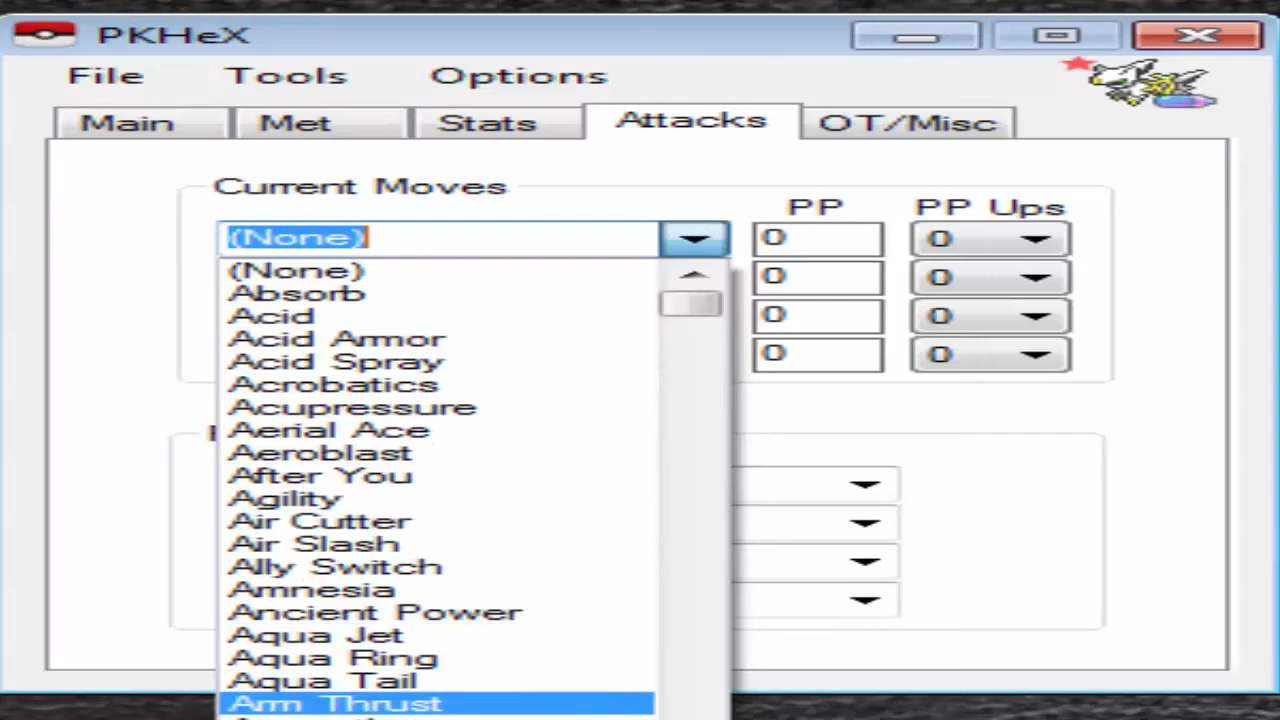 PKHeX
File Tools Options
Main Met Stats Attacks OT/Misc
Current Moves
PP PP Ups
(None) 0 0
0 0
0 0
0 0
(None)
Absorb
Acid
Acid Armor
Acid Spray
Acrobatics
Acupressure
Aerial Ace
Aeroblast
After You
Agility
Air Cutter
Air Slash
Ally Switch
Amnesia
Ancient Power
Aqua Jet
Aqua Ring
Aqua Tail
Arm Thrust